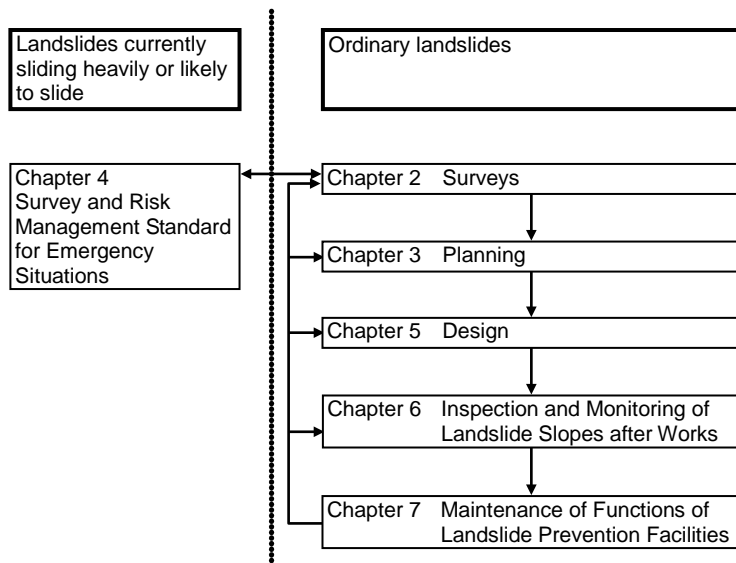 Landslides currently
sliding heavily or likely
to slide
Ordinary landslides
Chapter 4
Survey and Risk
Management Standard
for Emergency
Situations
Chapter 2 Surveys
Chapter 3 Planning
Chapter 5 Design
Chapter 6 Inspection and Monitoring of
Landslide Slopes after Works
Chapter 7 Maintenance of Functions of
Landslide Prevention Facilities